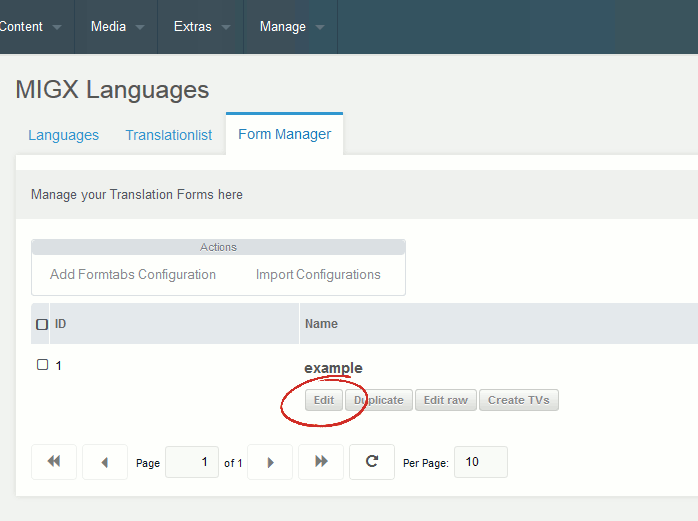 Content Media Extras Manage
MIGX Languages
Languages Translationlist Form Manager
Manage your Translation Forms here
Actions
Add Formtabs Configuration Import Configurations
ID Name
1 example
Edit Duplicate Edit raw Create TVs
Page 1 of 1 Per Page: 10